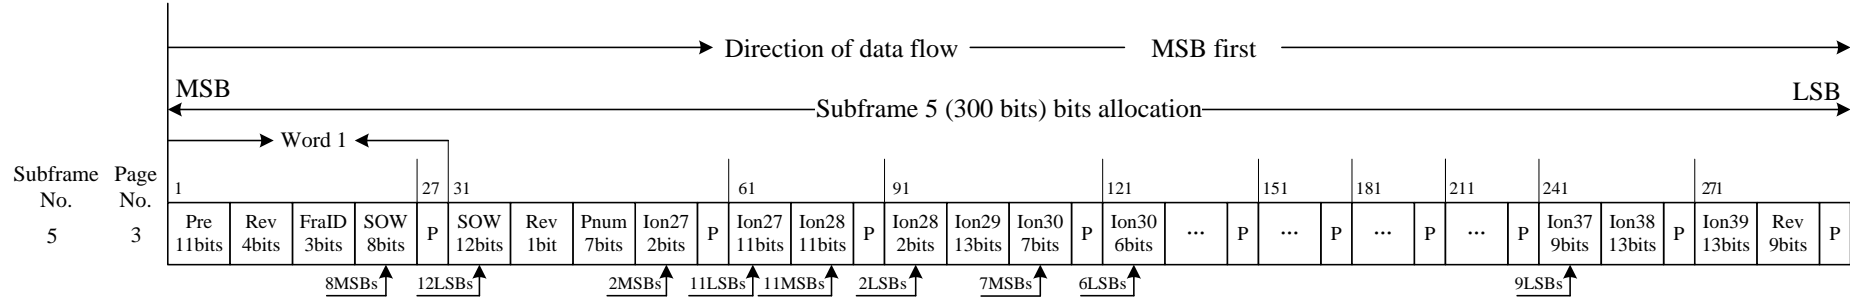 Direction of data flow
MSB first
MSB
LSB
Subframe 5 (300 bits) bits allocation
Word 1
Subframe No.
Page No.
1
27
31
61
91
121
151
181
211
241
271
5
3
Pre
11bits
Rev
4bits
FraID
3bits
SOW
8bits
P
SOW
12bits
Rev
1bit
Pnum
7bits
Ion27
2bits
P
Ion27
11bits
Ion28
11bits
P
Ion28
2bits
Ion29
13bits
Ion30
7bits
P
Ion30
6bits
...
P
...
P
...
P
...
P
Ion37
9bits
Ion38
13bits
P
Ion39
13bits
Rev
9bits
P
8MSBs
12LSBs
2MSBs
11LSBs
11MSBs
2LSBs
7MSBs
6LSBs
9LSBs